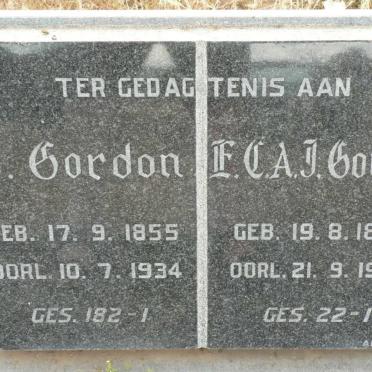 TER GEDAGTENIS AAN
. Gordon E.C.A.J. Go
EB. 17. 9. 1855 GEB. 19. 8. 18
OORL. 10. 7. 1934 OORL. 21. 9. 19
GES. 182-1 GES. 22-1